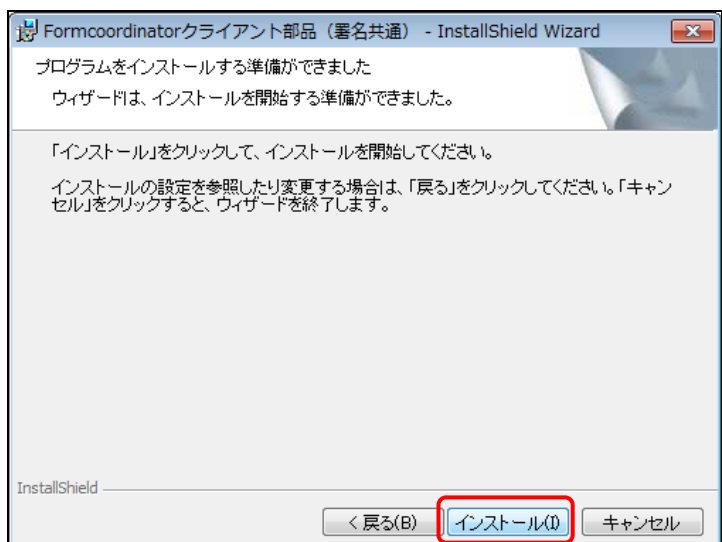 Formcoordinatorクライアント部品（署名共通） - InstallShield Wizard
プログラムをインストールする準備ができました
ウィザードは、インストールを開始する準備ができました。
「インストール」をクリックして、インストールを開始してください。
インストールの設定を参照したり変更する場合は、「戻る」をクリックしてください。「キャン
セル」をクリックすると、ウィザードを終了します。
InstallShield
< 戻る(B) インストール(I) キャンセル